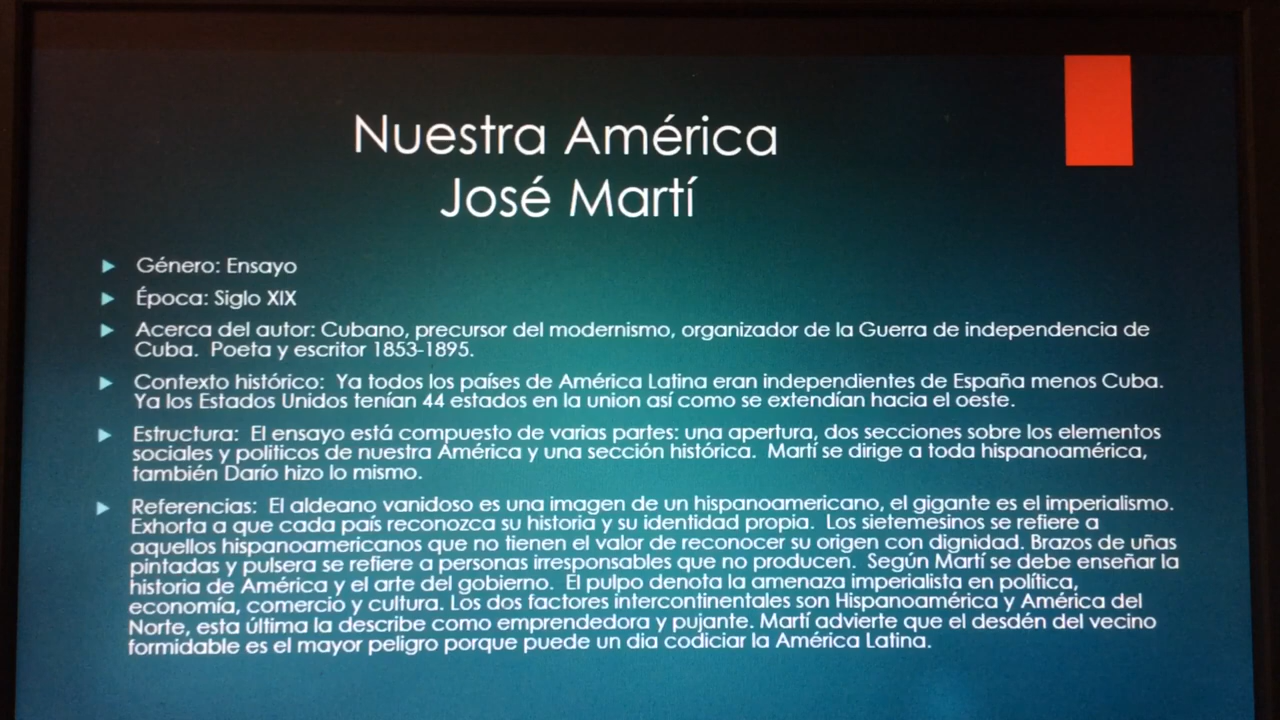 Nuestra América
José Martí
Género: Ensayo
Época: Siglo XIX
Acerca del autor: Cubano, precursor del modernismo, organizador de la Guerra de independencia de
Cuba. Poeta y escritor 1853-1895.
Contexto histórico: Ya todos los países de América Latina eran independientes de España menos Cuba.
Ya los Estados Unidos tenían 44 estados en la union así como se extendían hacia el oeste.
Estructura: El ensayo está compuesto de varias partes: una apertura, dos secciones sobre los elementos
sociales y politicos de nuestra América y una sección histórica. Martí se dirige a toda hispanoamérica,
también Darío hizo lo mismo.
Referencias: El aldeano vanidoso es una imagen de un hispanoamericano, el gigante es el imperialismo.
Exhorta a que cada país reconozca su historia y su identidad propia. Los sietemesinos se refiere a
aquellos hispanoamericanos que no tienen el valor de reconocer su origen con dignidad. Brazos de uñas
pintadas y pulsera se refiere a personas irresponsables que no producen. Según Martí se debe enseñar la
historia de América y el arte del gobierno. El pulpo denota la amenaza imperialista en política,
economía, comercio y cultura. Los dos factores intercontinentales son Hispanoamérica y América del
Norte, esta última la describe como emprendedora y pujante. Martí advierte que el desdén del vecino
formidable es el mayor peligro porque puede un dia codiciar la América Latina.